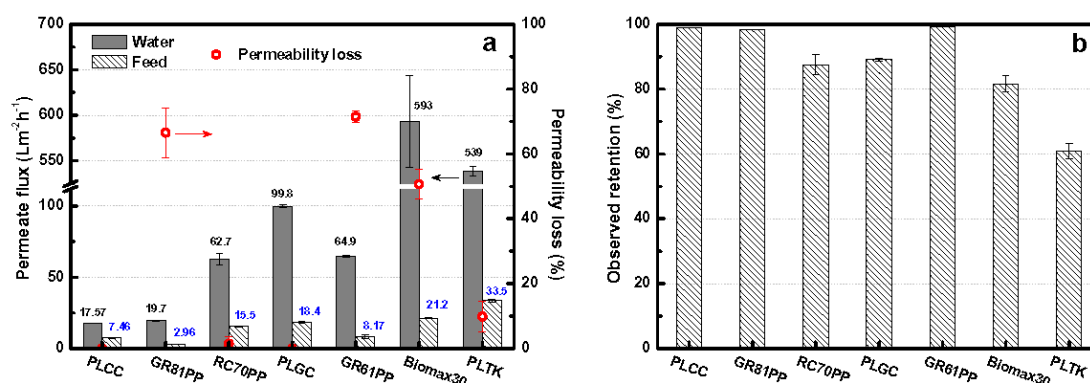 a
Water
Feed
Permeability loss
Permeate flux (Lm⁻²h⁻¹)
700
650
600
550
100
50
0
17.57
7.46
19.7
2.96
62.7
15.5
99.8
18.4
64.9
8.17
593
21.2
539
33.5
100
80
60
40
20
0
Permeability loss (%)
PLCC
GR81PP
RC70PP
PLGC
GR61PP
Biomax30
PLTK
b
Observed retention (%)
100
80
60
40
20
0
PLCC
GR81PP
RC70PP
PLGC
GR61PP
Biomax30
PLTK